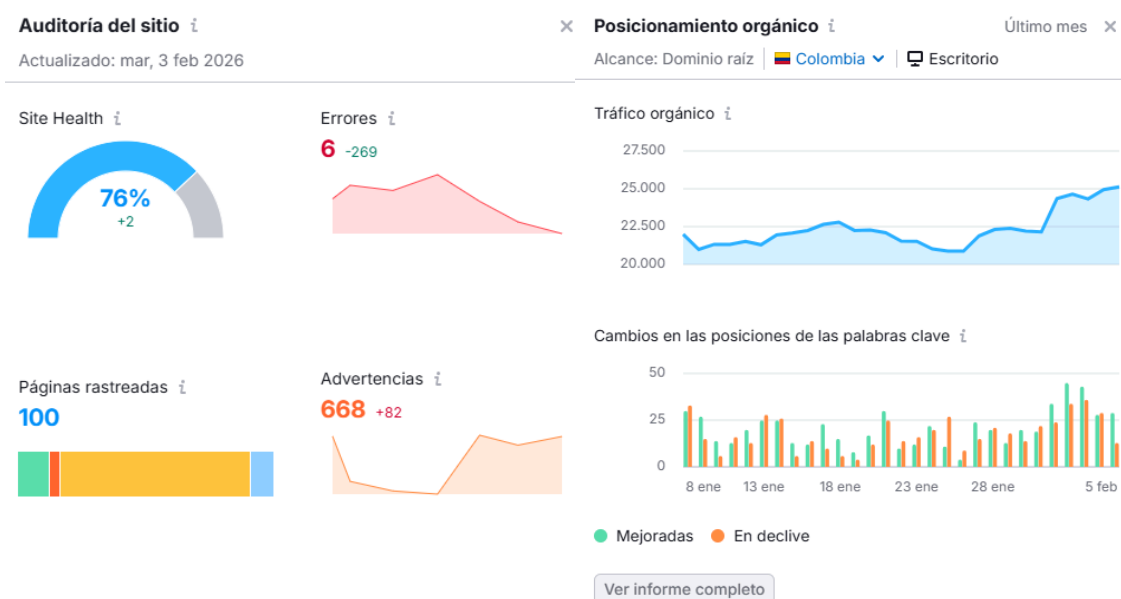 Auditoría del sitio i ×
Actualizado: mar, 3 feb 2026
Site Health i
76%
+2
Errores i
6 -269
Páginas rastreadas i
100
Advertencias i
668 +82
Posicionamiento orgánico i Último mes ×
Alcance: Dominio raíz Colombia Escritorio
Tráfico orgánico i
27.500
25.000
22.500
20.000
Cambios en las posiciones de las palabras clave i
50
25
0
8 ene 13 ene 18 ene 23 ene 28 ene 5 feb
Mejoradas En declive
Ver informe completo